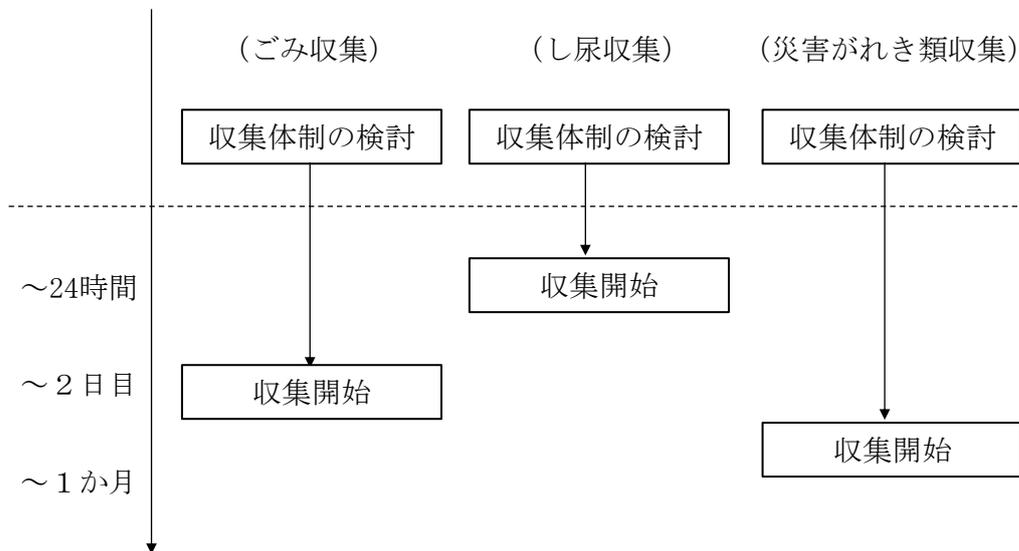 (ごみ収集) (し尿収集) (災害がれき類収集)
収集体制の検討 収集体制の検討 収集体制の検討
～24時間 収集開始
～２日目 収集開始
収集開始
～１か月